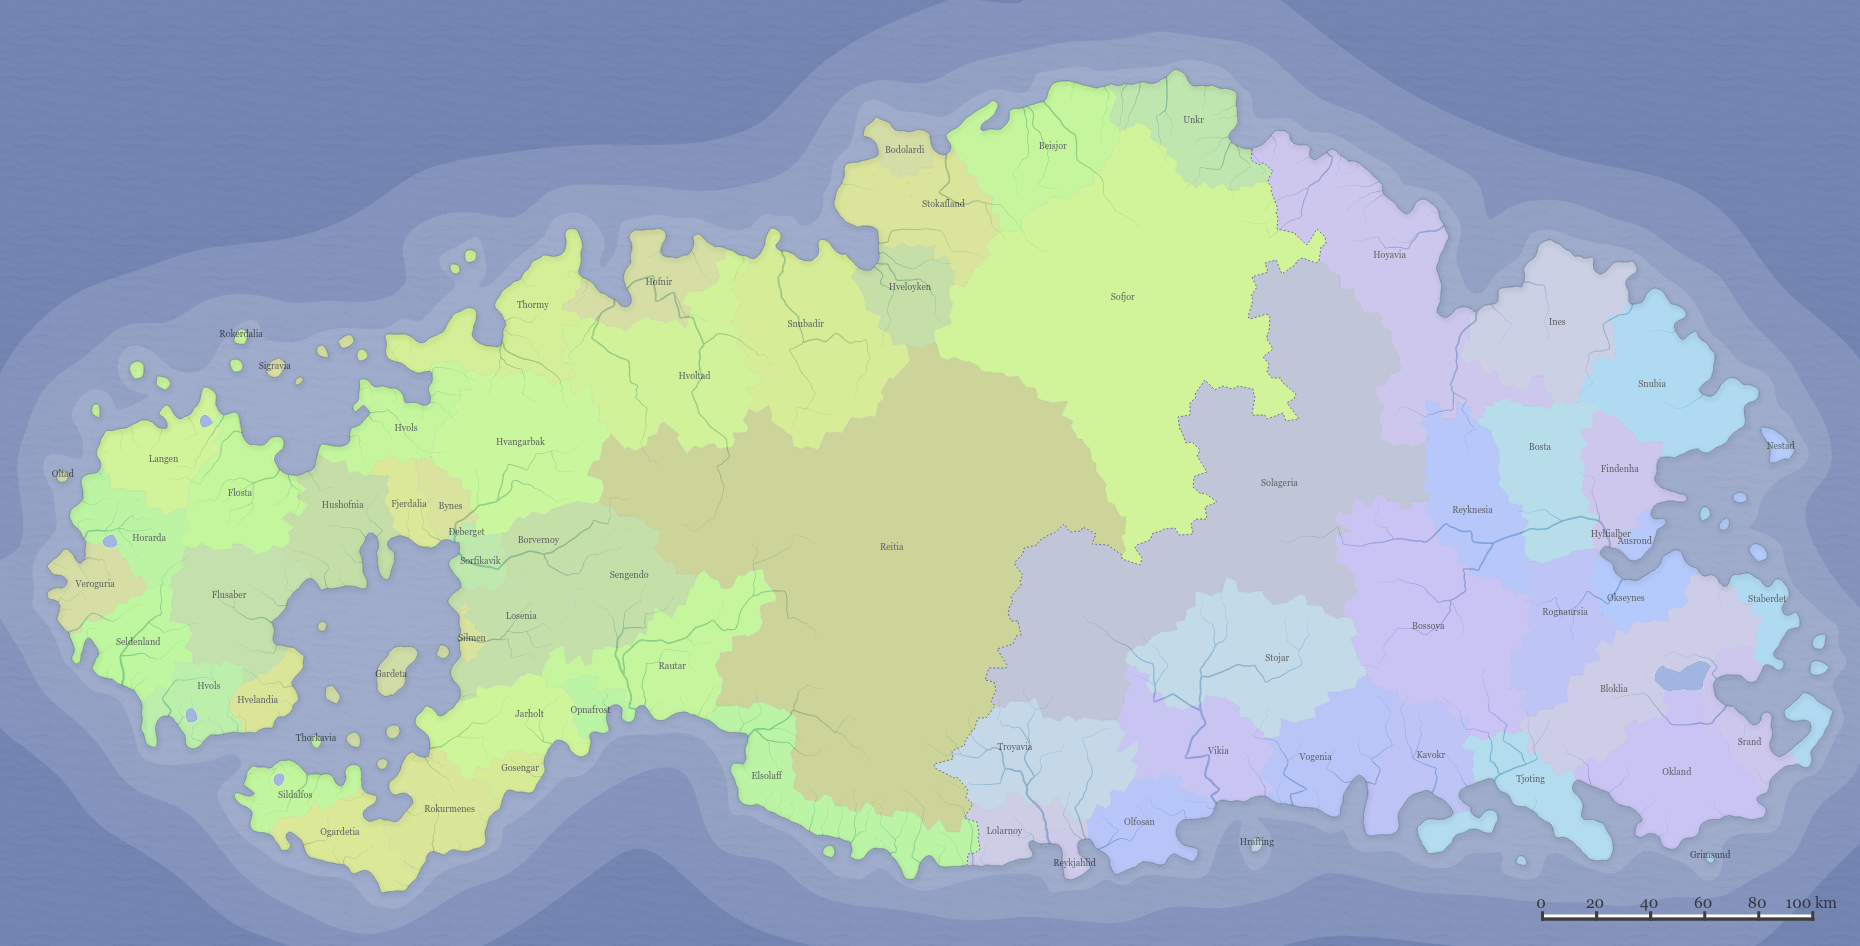 Unkr
Beisjor
Bodolardi
Stokafland
Hoyavia
Hofnir
Hveloyken
Sofjor
Thormy
Snubadir
Ines
Rokerdalia
Sigravia
Hvoltad
Snubia
Hvols
Hvangarbak
Nestad
Bosta
Langen
Findenha
Oltad
Solageria
Flosta
Hushofnia
Fjerdalia
Bynes
Reyknesia
Deberget
Hylfjalher
Horarda
Borvernoy
Ausrond
Reitia
Sorfikavik
Sengendo
Veroguria
Flusaber
Okseynes
Staberdet
Rognaursia
Losenia
Bossoya
Silmen
Seldenland
Stojar
Rautar
Gardeta
Hvols
Bloklia
Hvelandia
Jarholt
Opnafrost
Thorkavia
Srand
Troyavia
Vikia
Kavokr
Vogenia
Gosengar
Okland
Elsolaff
Tjoting
Sildalfos
Rokurmenes
Olfosan
Ogardetia
Lolarnoy
Hrafting
Grimsund
Reykjahlid
0 20 40 60 80 100 km